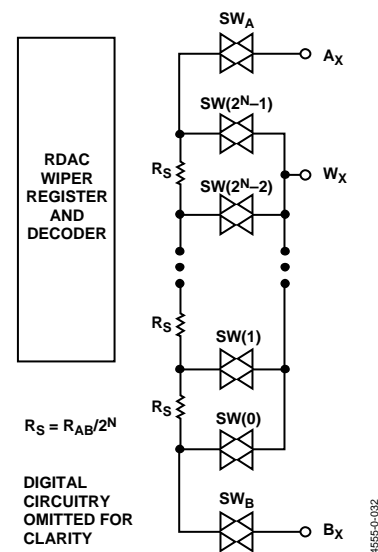 SWA
AX
SW(2N–1)
RDAC
WIPER
REGISTER
AND
DECODER
RS
WX
SW(2N–2)
RS
SW(1)
RS
SW(0)
RS = RAB/2N
DIGITAL
CIRCUITRY
OMITTED FOR
CLARITY
SWB
BX
4555-0-032